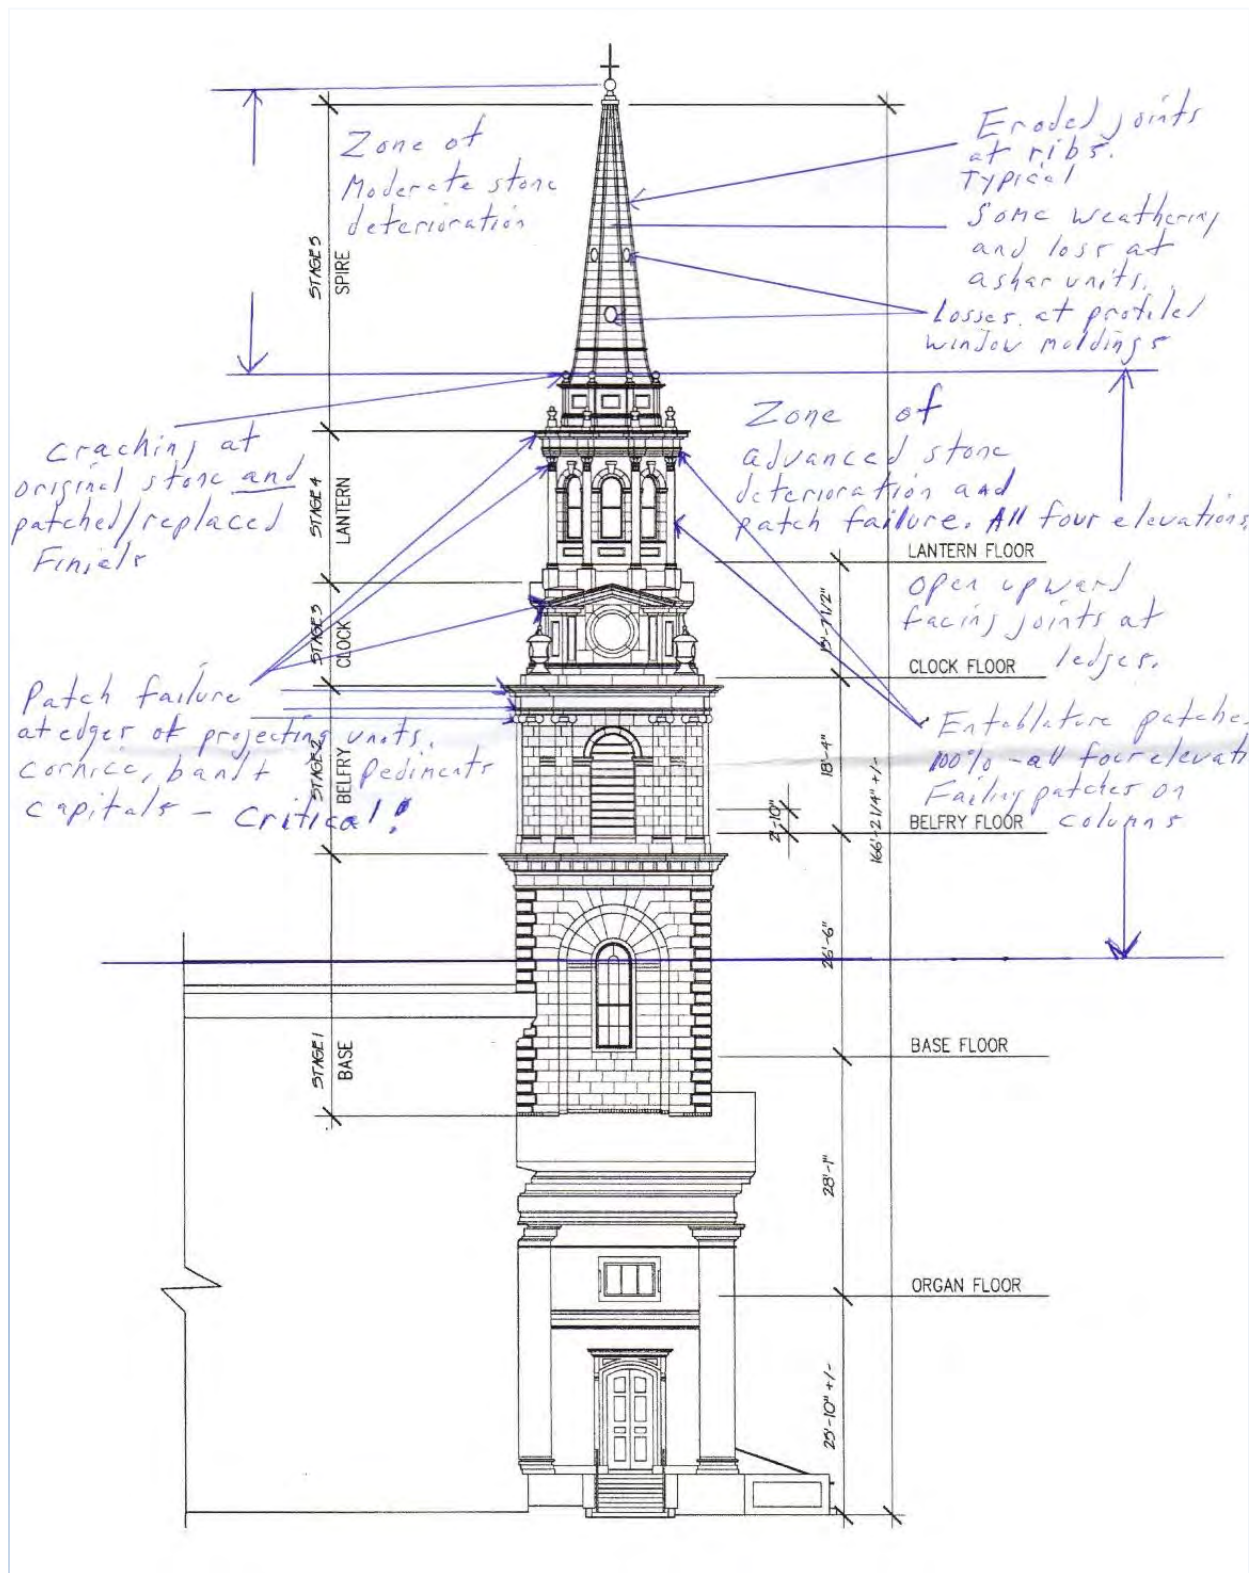 Zone of
Moderate stone
deterioration
Eroded joints
at ribs.
Typical
Some weathering
and loss at
ashar units.
Losses at profiled
window moldings
STAGE 5
SPIRE
Cracking at
original stone and
patched/replaced
Finials
Zone of
advanced stone
deterioration and
patch failure. All four elevations.
STAGE 4
LANTERN
LANTERN FLOOR
Open upward
facing joints at
ledges.
STAGE 3
CLOCK
CLOCK FLOOR
Patch failure
at edges of projecting units.
cornice, band + pediments
capitals - Critical!
STAGE 2
BELFRY
18'-4"
2'-10"
166'-2 1/4" +/-
Entablature patches
100% - all four elevati
Failing patches on
columns
BELFRY FLOOR
26'-6"
STAGE 1
BASE
BASE FLOOR
28'-1"
ORGAN FLOOR
25'-10" +/-